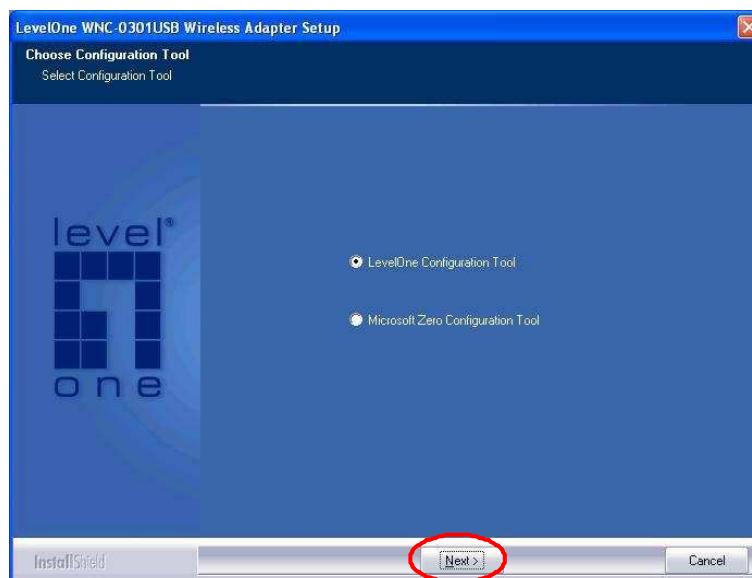 LevelOne WNC-0301USB Wireless Adapter Setup
Choose Configuration Tool
Select Configuration Tool
level®
one
LevelOne Configuration Tool
Microsoft Zero Configuration Tool
InstallShield
Next >
Cancel